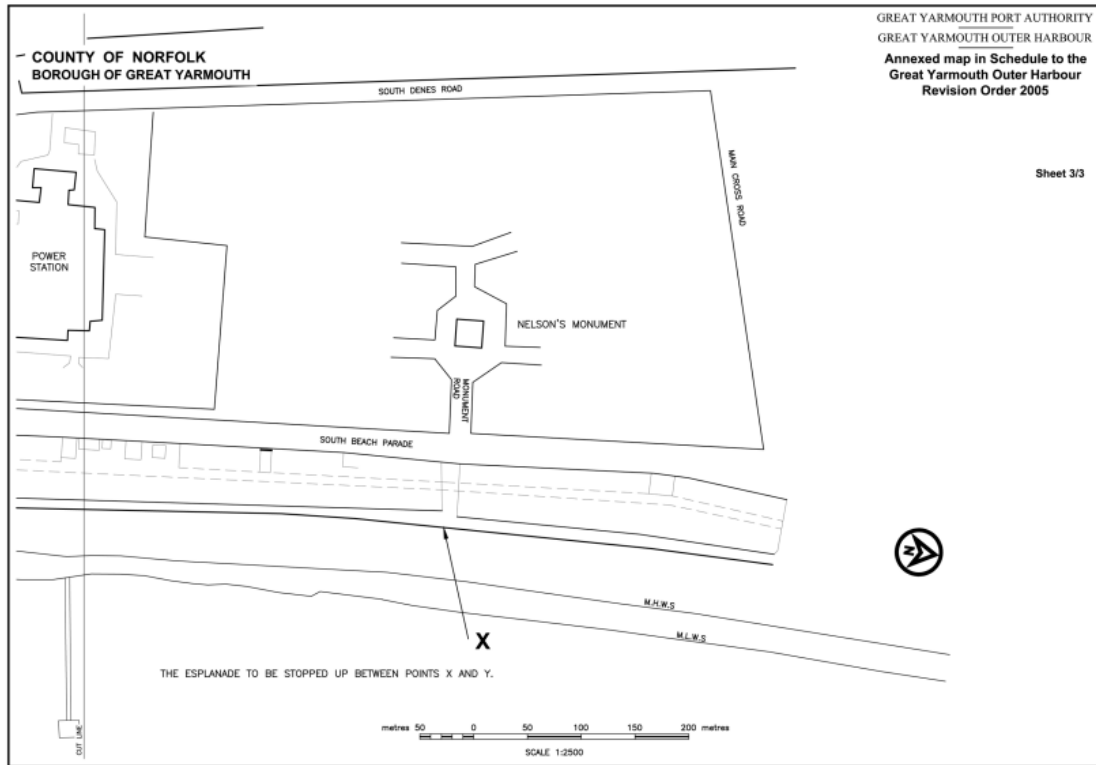 GREAT YARMOUTH PORT AUTHORITY
GREAT YARMOUTH OUTER HARBOUR
Annexed map in Schedule to the
Great Yarmouth Outer Harbour
Revision Order 2005
Sheet 3/3
COUNTY OF NORFOLK
BOROUGH OF GREAT YARMOUTH
SOUTH DENES ROAD
MAIN CROSS ROAD
POWER
STATION
NELSON'S MONUMENT
MONUMENT
ROAD
SOUTH BEACH PARADE
N
M.H.W.S
M.L.W.S
X
THE ESPLANADE TO BE STOPPED UP BETWEEN POINTS X AND Y.
CUT LINE
metres 50 0 50 100 150 200 metres
SCALE 1:2500